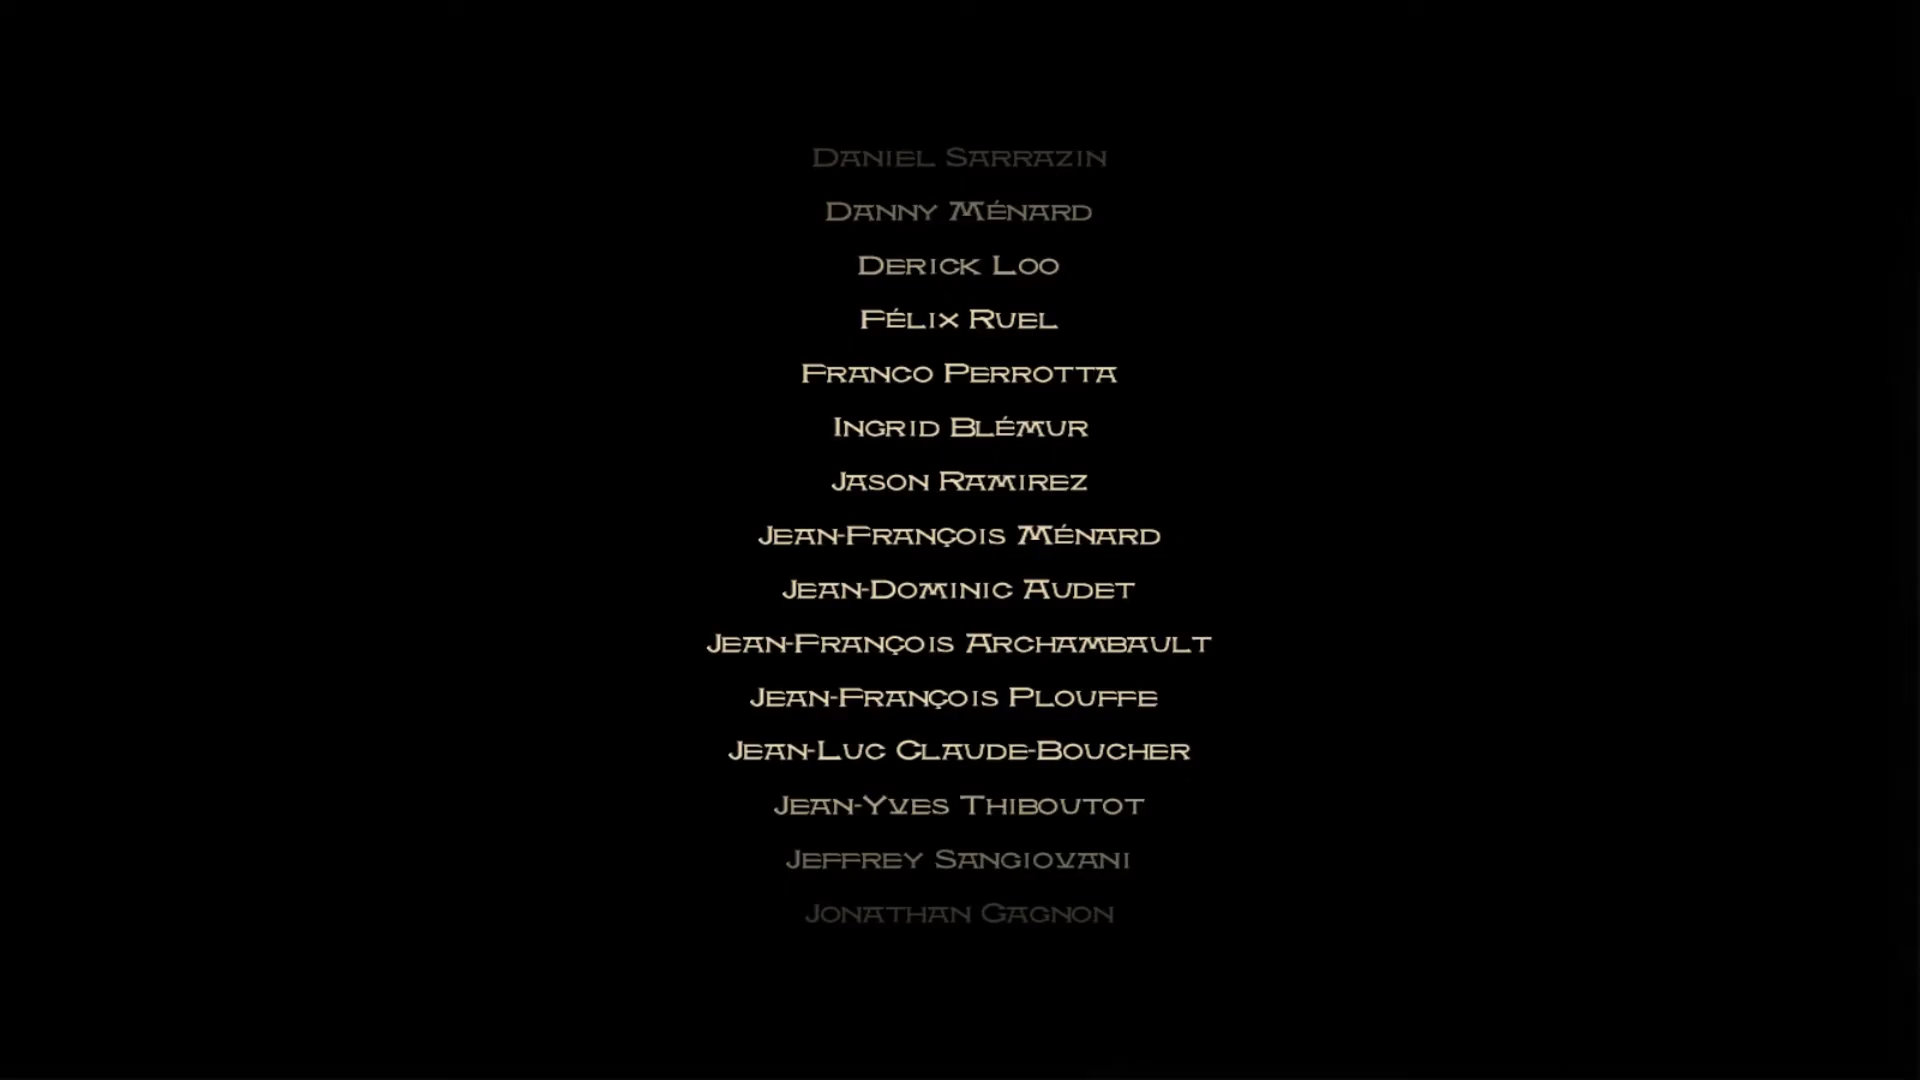 Daniel Sarrazin
Danny Ménard
Derick Loo
Félix Ruel
Franco Perrotta
Ingrid Blémur
Jason Ramirez
Jean-François Ménard
Jean-Dominic Audet
Jean-François Archambault
Jean-François Plouffe
Jean-Luc Claude-Boucher
Jean-Yves Thiboutot
Jeffrey Sangiovani
Jonathan Gagnon